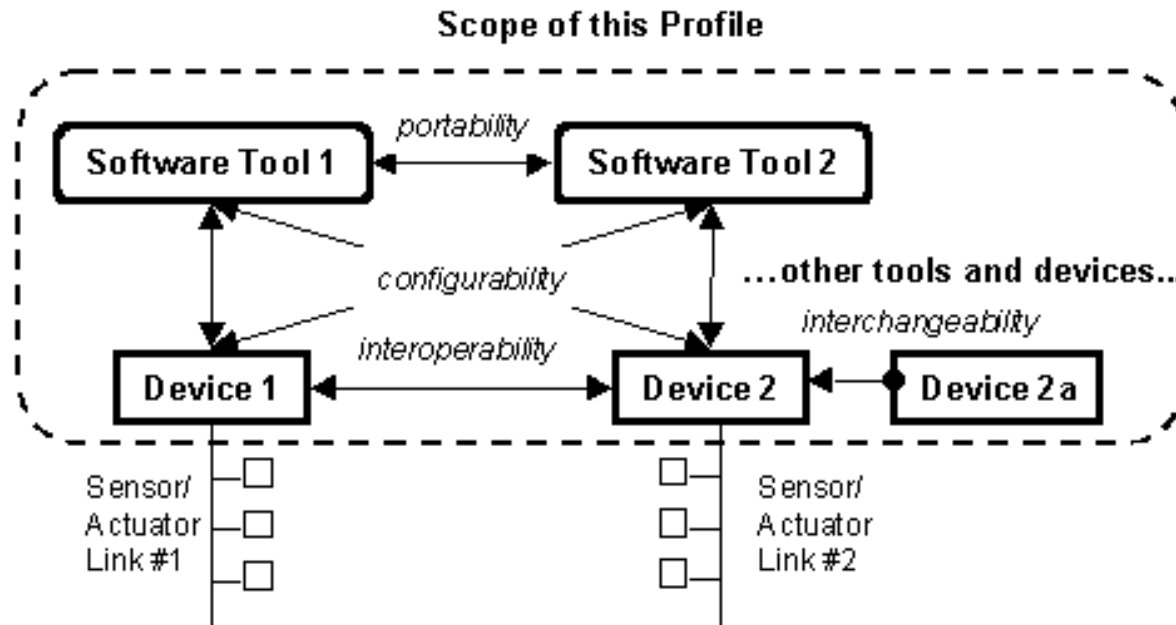 Scope of this Profile
portability
Software Tool 1
Software Tool 2
configurability
...other tools and devices...
interchangeability
interoperability
Device 1
Device 2
Device 2a
Sensor/
Actuator
Link #1
Sensor/
Actuator
Link #2